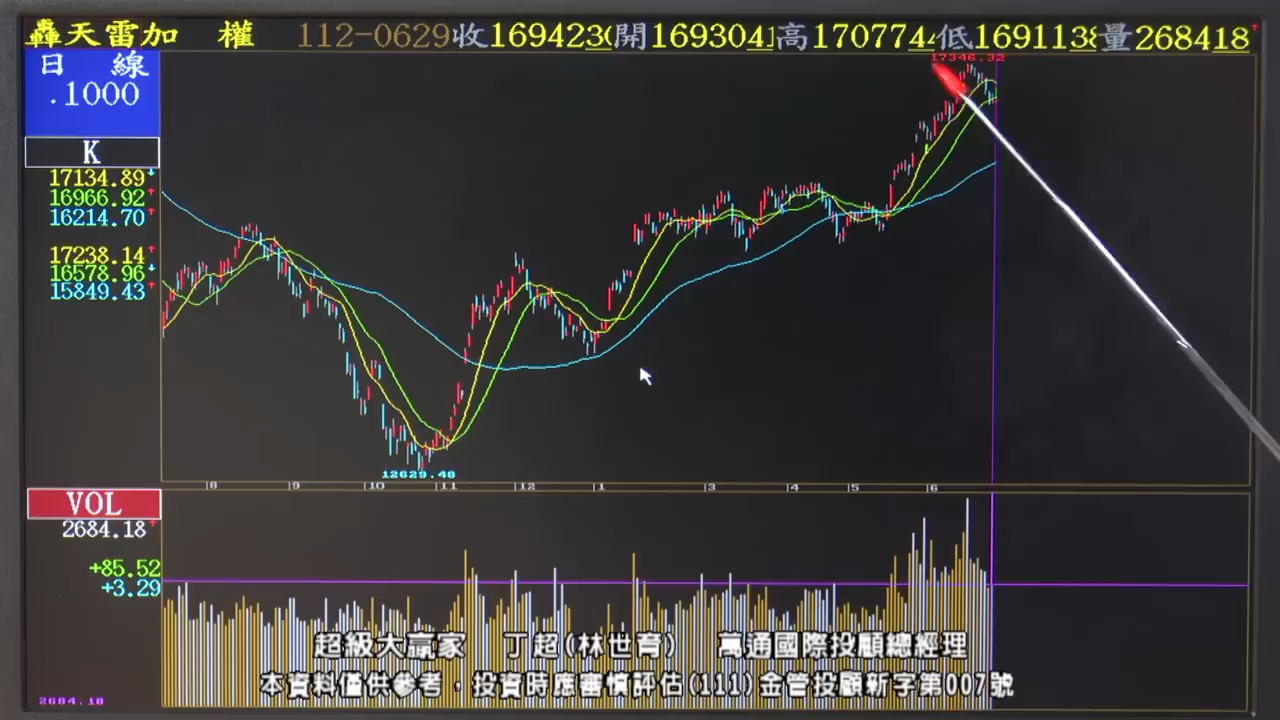 轟天雷加 權 112-0629收169423開169304高170774低169113量268418
日 線
.1000
17346.32
K
17134.89
16966.92
16214.70
17238.14
16578.96
15849.43
12629.48
8 9 10 11 12 1 3 4 5 6
VOL
2684.18
+85.52
+3.29
超級大贏家 丁超(林世育) 萬通國際投顧總經理
本資料僅供參考，投資時應審慎評估(111)金管投顧新字第007號
2684.18